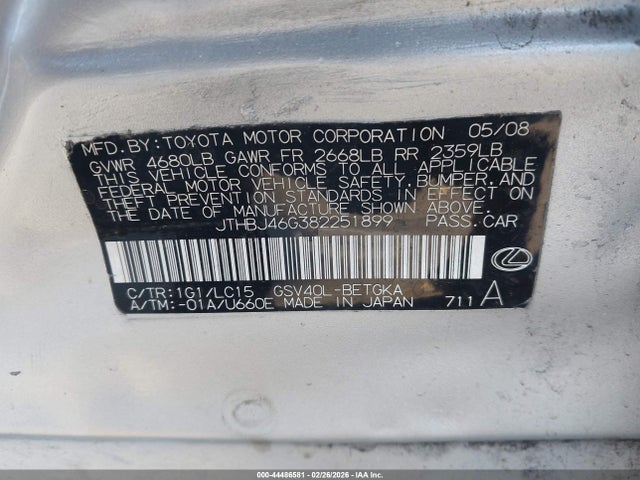 MFD. BY: TOYOTA MOTOR CORPORATION 05/08
GVWR 4680LB GAWR FR 2668LB RR 2359LB
THIS VEHICLE CONFORMS TO ALL APPLICABLE
FEDERAL MOTOR VEHICLE SAFETY, BUMPER, AND
THEFT PREVENTION STANDARDS IN EFFECT ON
THE DATE OF MANUFACTURE SHOWN ABOVE.
JTHBJ46G382251899 PASS. CAR
C/TR: 1G1/LC15 GSV40L-BETGKA
A/TM: -01A/U660E MADE IN JAPAN 711 A
000-44486581 | 02/26/2026 | © COPYRIGHT IAA, LLC